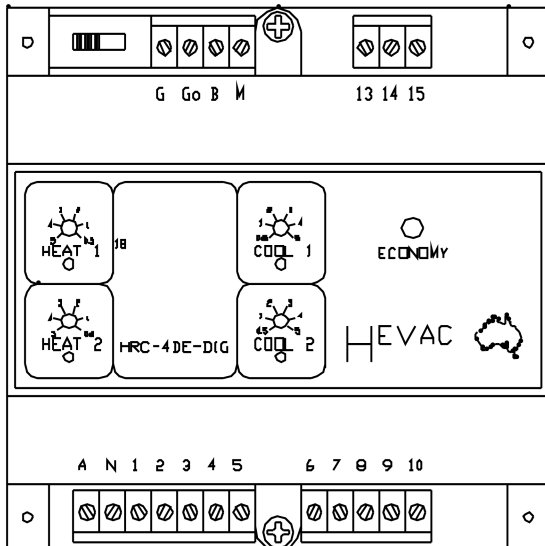 G Go B M 13 14 15
HEAT 1 18 COOL 1 ECONOMY
HEAT 2 HRC-4DE-DIG COOL 2 HEVAC
A N 1 2 3 4 5 6 7 8 9 10